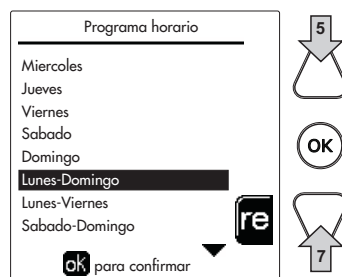 Programa horario
5
Miercoles
Jueves
Viernes
Sabado
Domingo
OK
Lunes-Domingo
Lunes-Viernes
Sabado-Domingo
re
ok para confirmar
7